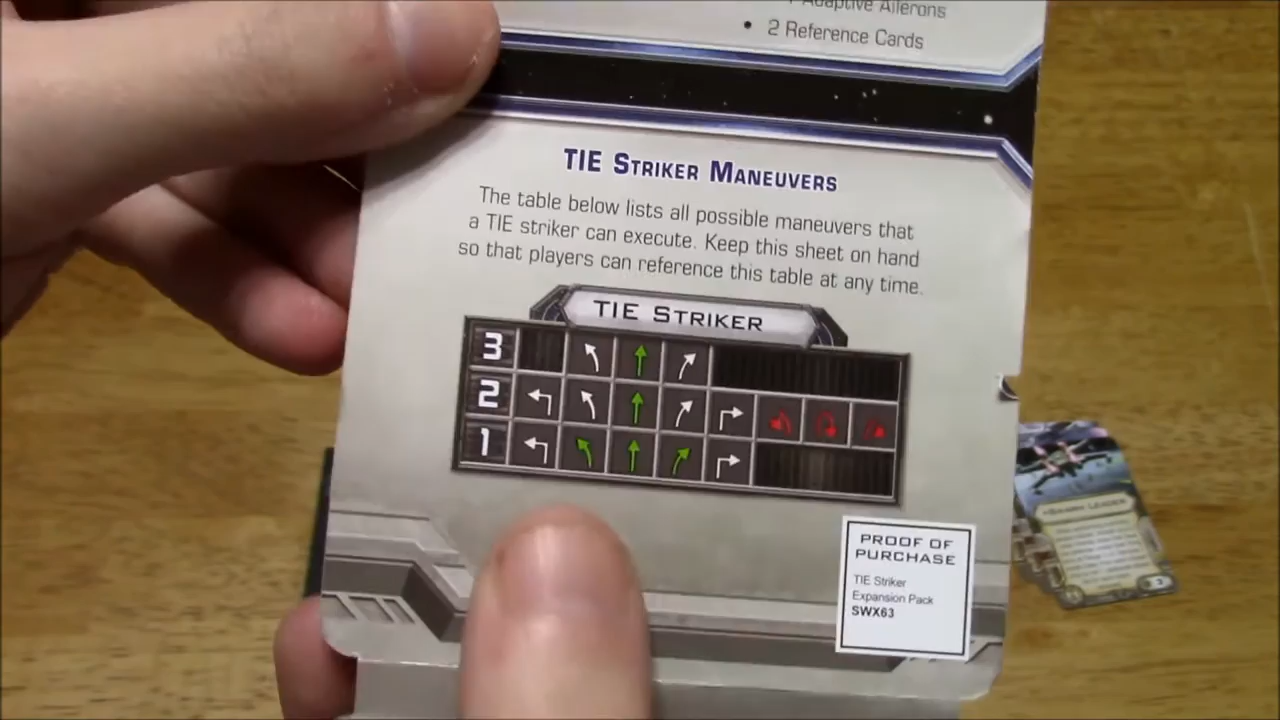 Adaptive Ailerons
• 2 Reference Cards
TIE Striker Maneuvers
The table below lists all possible maneuvers that
a TIE striker can execute. Keep this sheet on hand
so that players can reference this table at any time.
TIE Striker
3
2
1
PROOF OF
PURCHASE
TIE Striker
Expansion Pack
SWX63